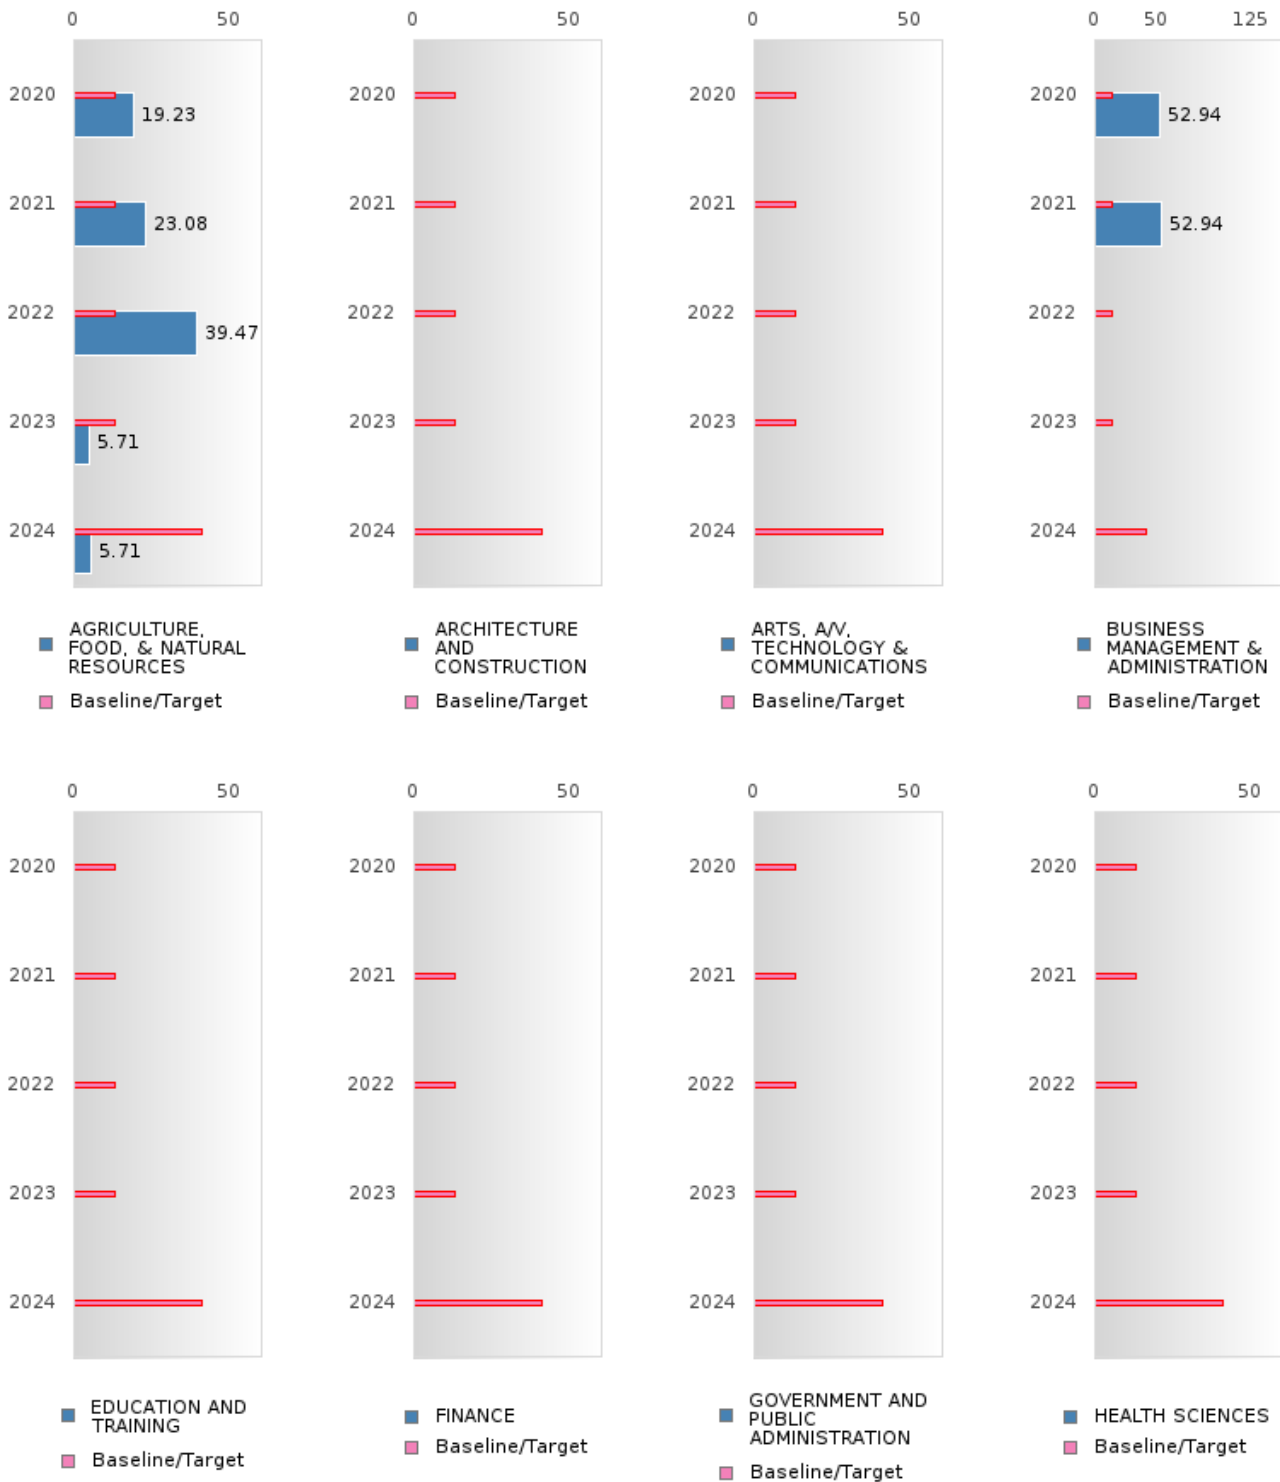 0 50
0 50
0 50
0 50 125
2020
19.23
2021
23.08
2022
39.47
2023
5.71
2024
5.71
2020
2021
2022
2023
2024
2020
2021
2022
2023
2024
2020
52.94
2021
52.94
2022
2023
2024
AGRICULTURE,
FOOD, & NATURAL
RESOURCES
Baseline/Target
ARCHITECTURE
AND
CONSTRUCTION
Baseline/Target
ARTS, A/V,
TECHNOLOGY &
COMMUNICATIONS
Baseline/Target
BUSINESS
MANAGEMENT &
ADMINISTRATION
Baseline/Target
0 50
0 50
0 50
0 50
2020
2021
2022
2023
2024
2020
2021
2022
2023
2024
2020
2021
2022
2023
2024
2020
2021
2022
2023
2024
EDUCATION AND
TRAINING
Baseline/Target
FINANCE
Baseline/Target
GOVERNMENT AND
PUBLIC
ADMINISTRATION
Baseline/Target
HEALTH SCIENCES
Baseline/Target